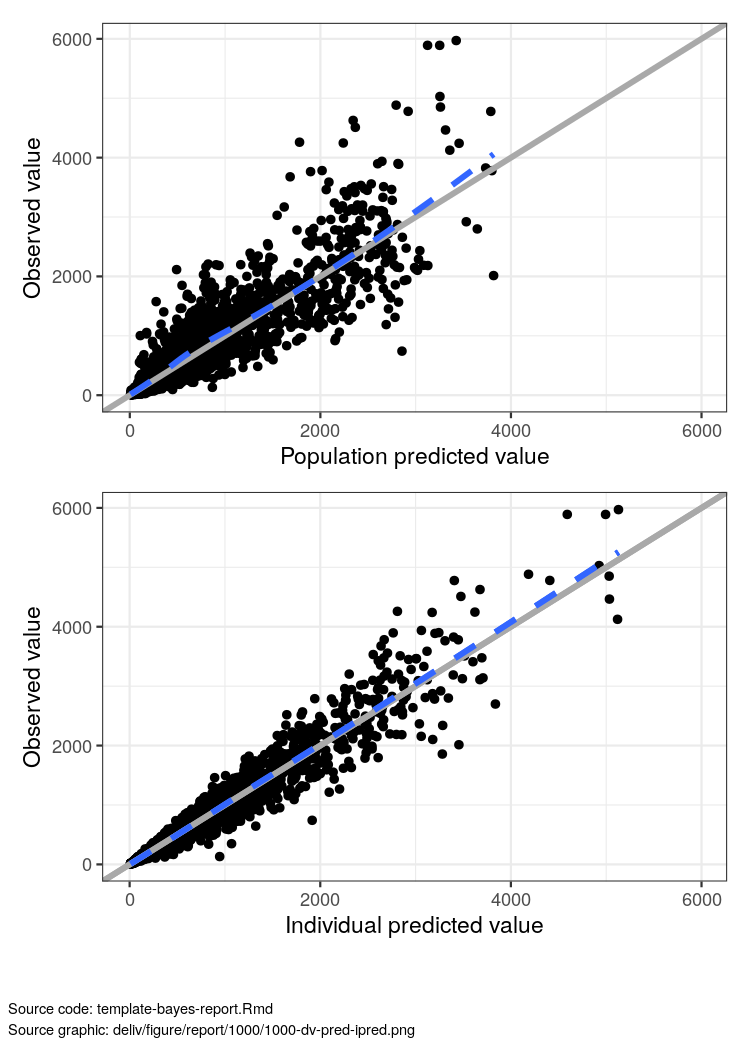 6000
4000
2000
0
Observed value
0 2000 4000 6000
Population predicted value
6000
4000
2000
0
Observed value
0 2000 4000 6000
Individual predicted value
Source code: template-bayes-report.Rmd
Source graphic: deliv/figure/report/1000/1000-dv-pred-ipred.png